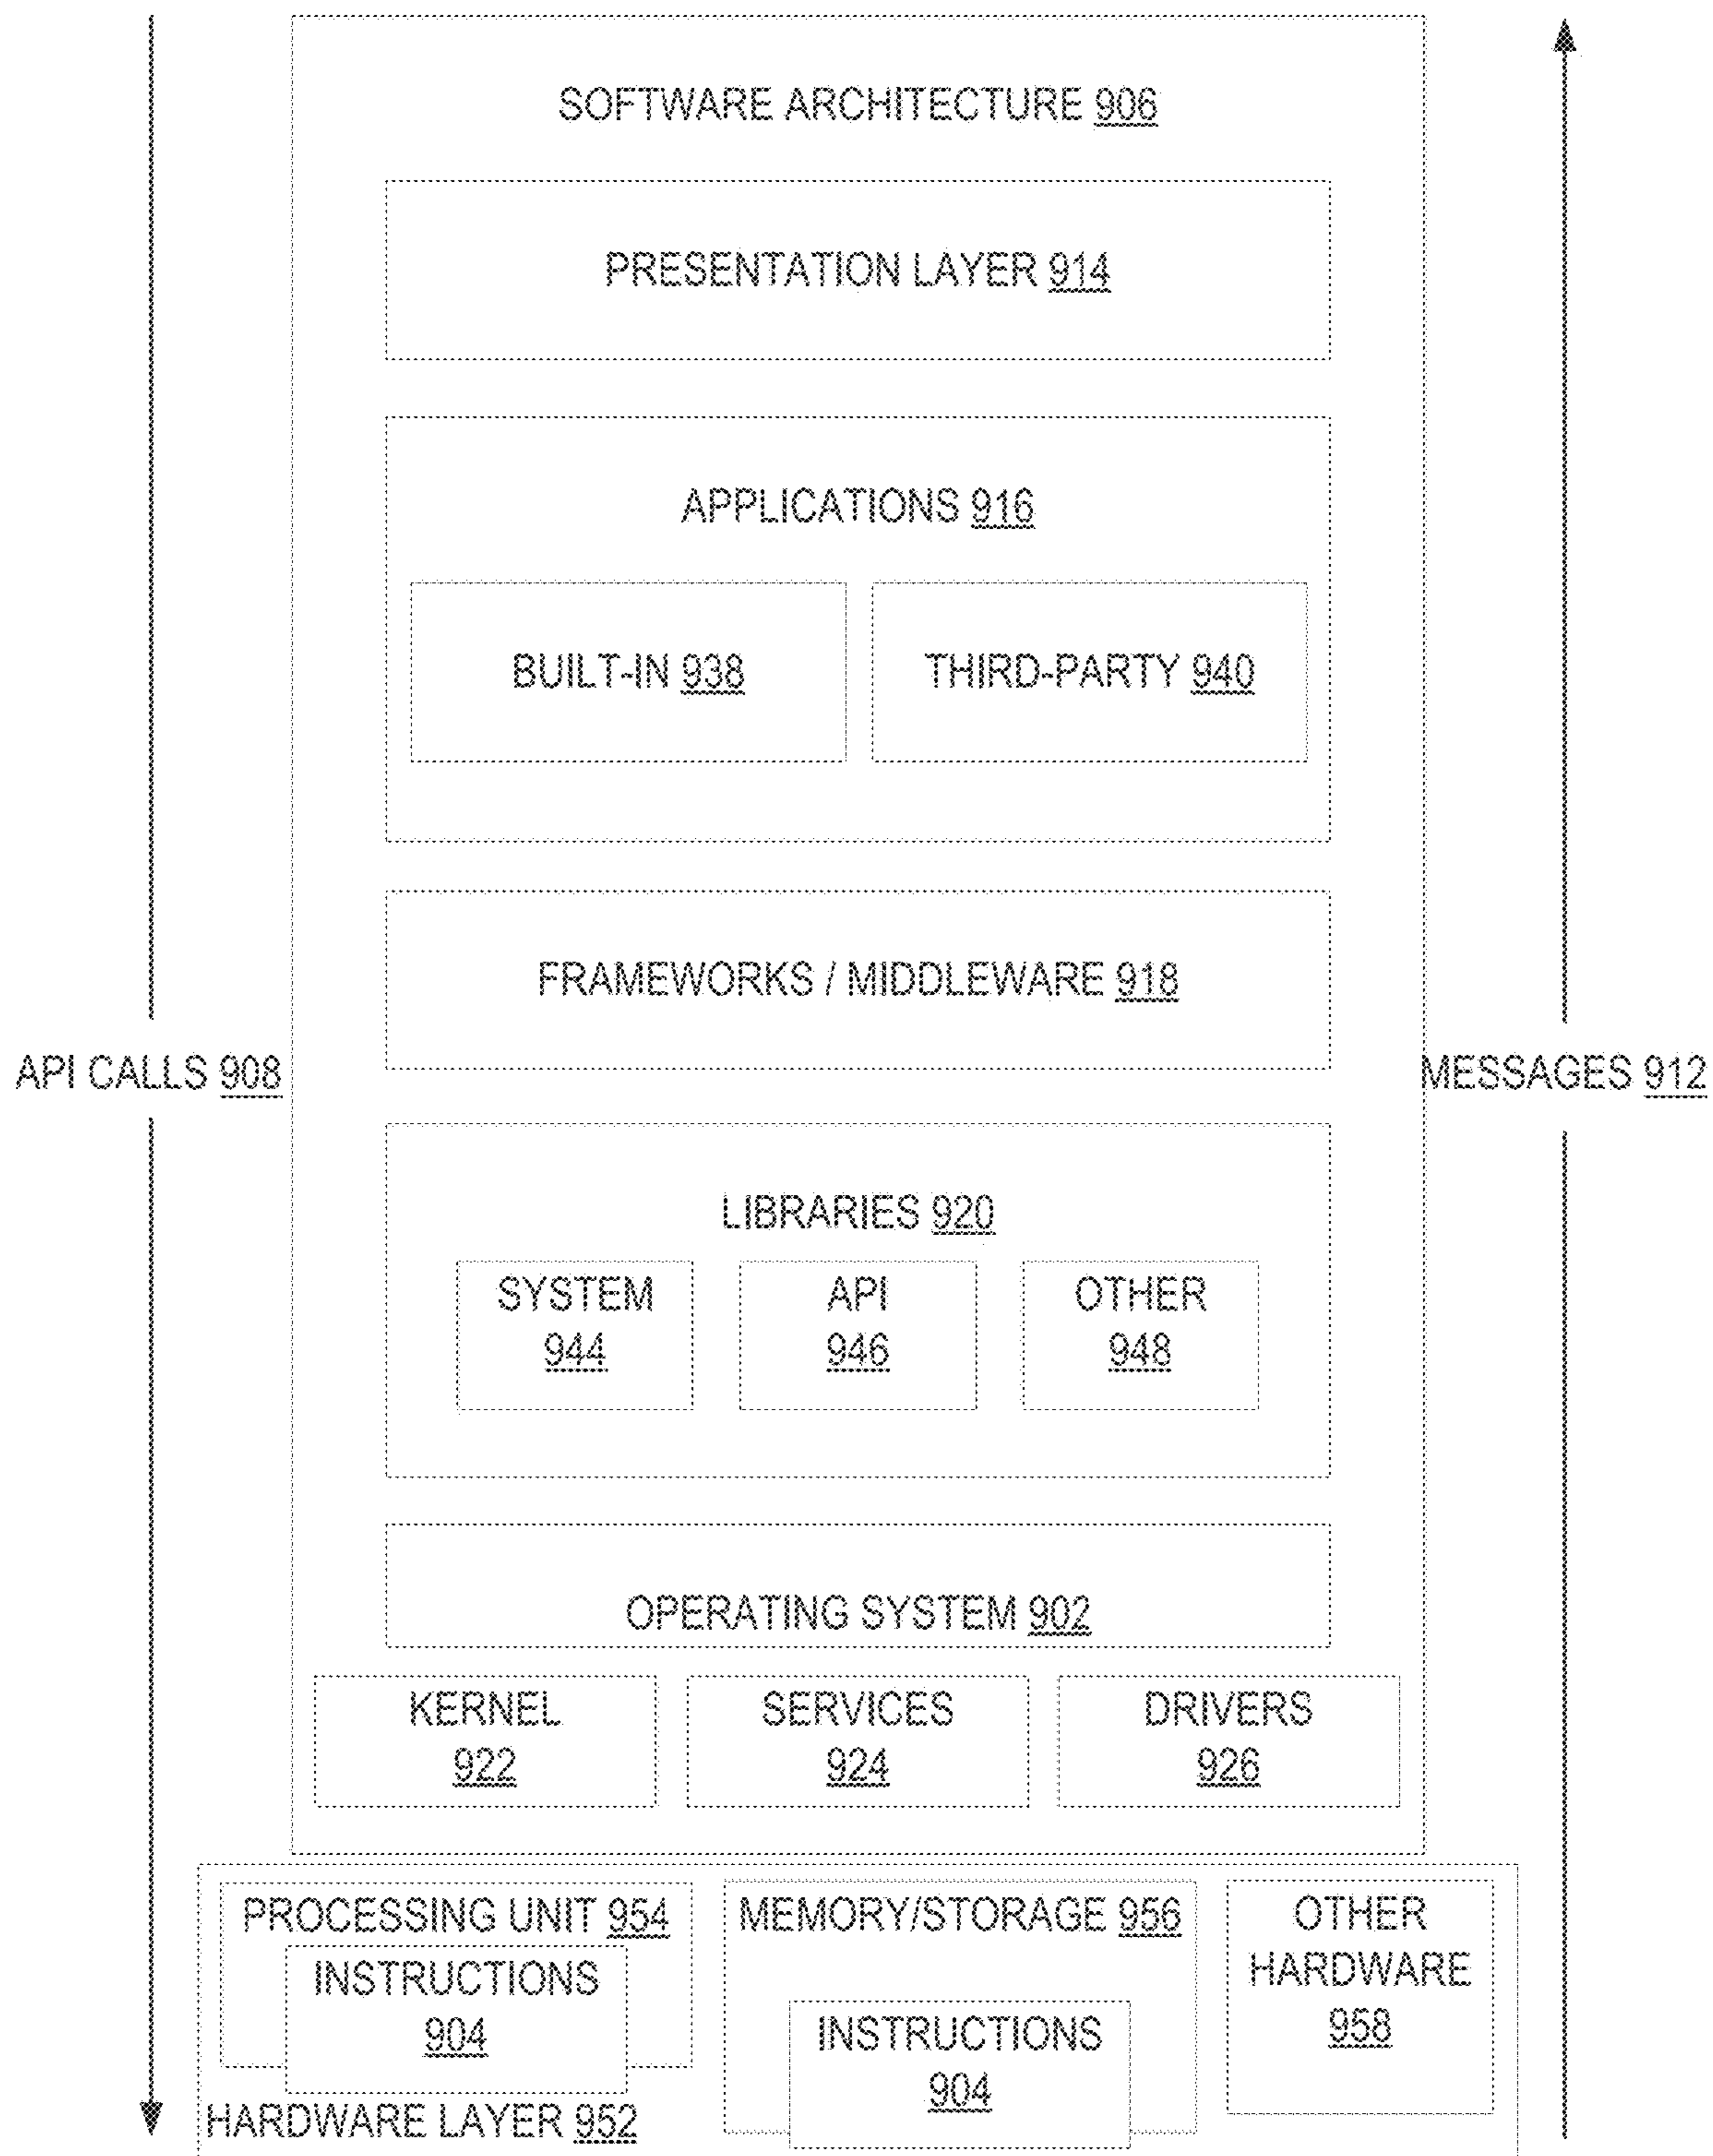 SOFTWARE ARCHITECTURE 906
PRESENTATION LAYER 914
APPLICATIONS 916
BUILT-IN 938
THIRD-PARTY 940
FRAMEWORKS / MIDDLEWARE 918
API CALLS 908
MESSAGES 912
LIBRARIES 920
SYSTEM
944
API
946
OTHER
948
OPERATING SYSTEM 902
KERNEL
922
SERVICES
924
DRIVERS
926
PROCESSING UNIT 954
INSTRUCTIONS
904
MEMORY/STORAGE 956
INSTRUCTIONS
904
OTHER
HARDWARE
958
HARDWARE LAYER 952